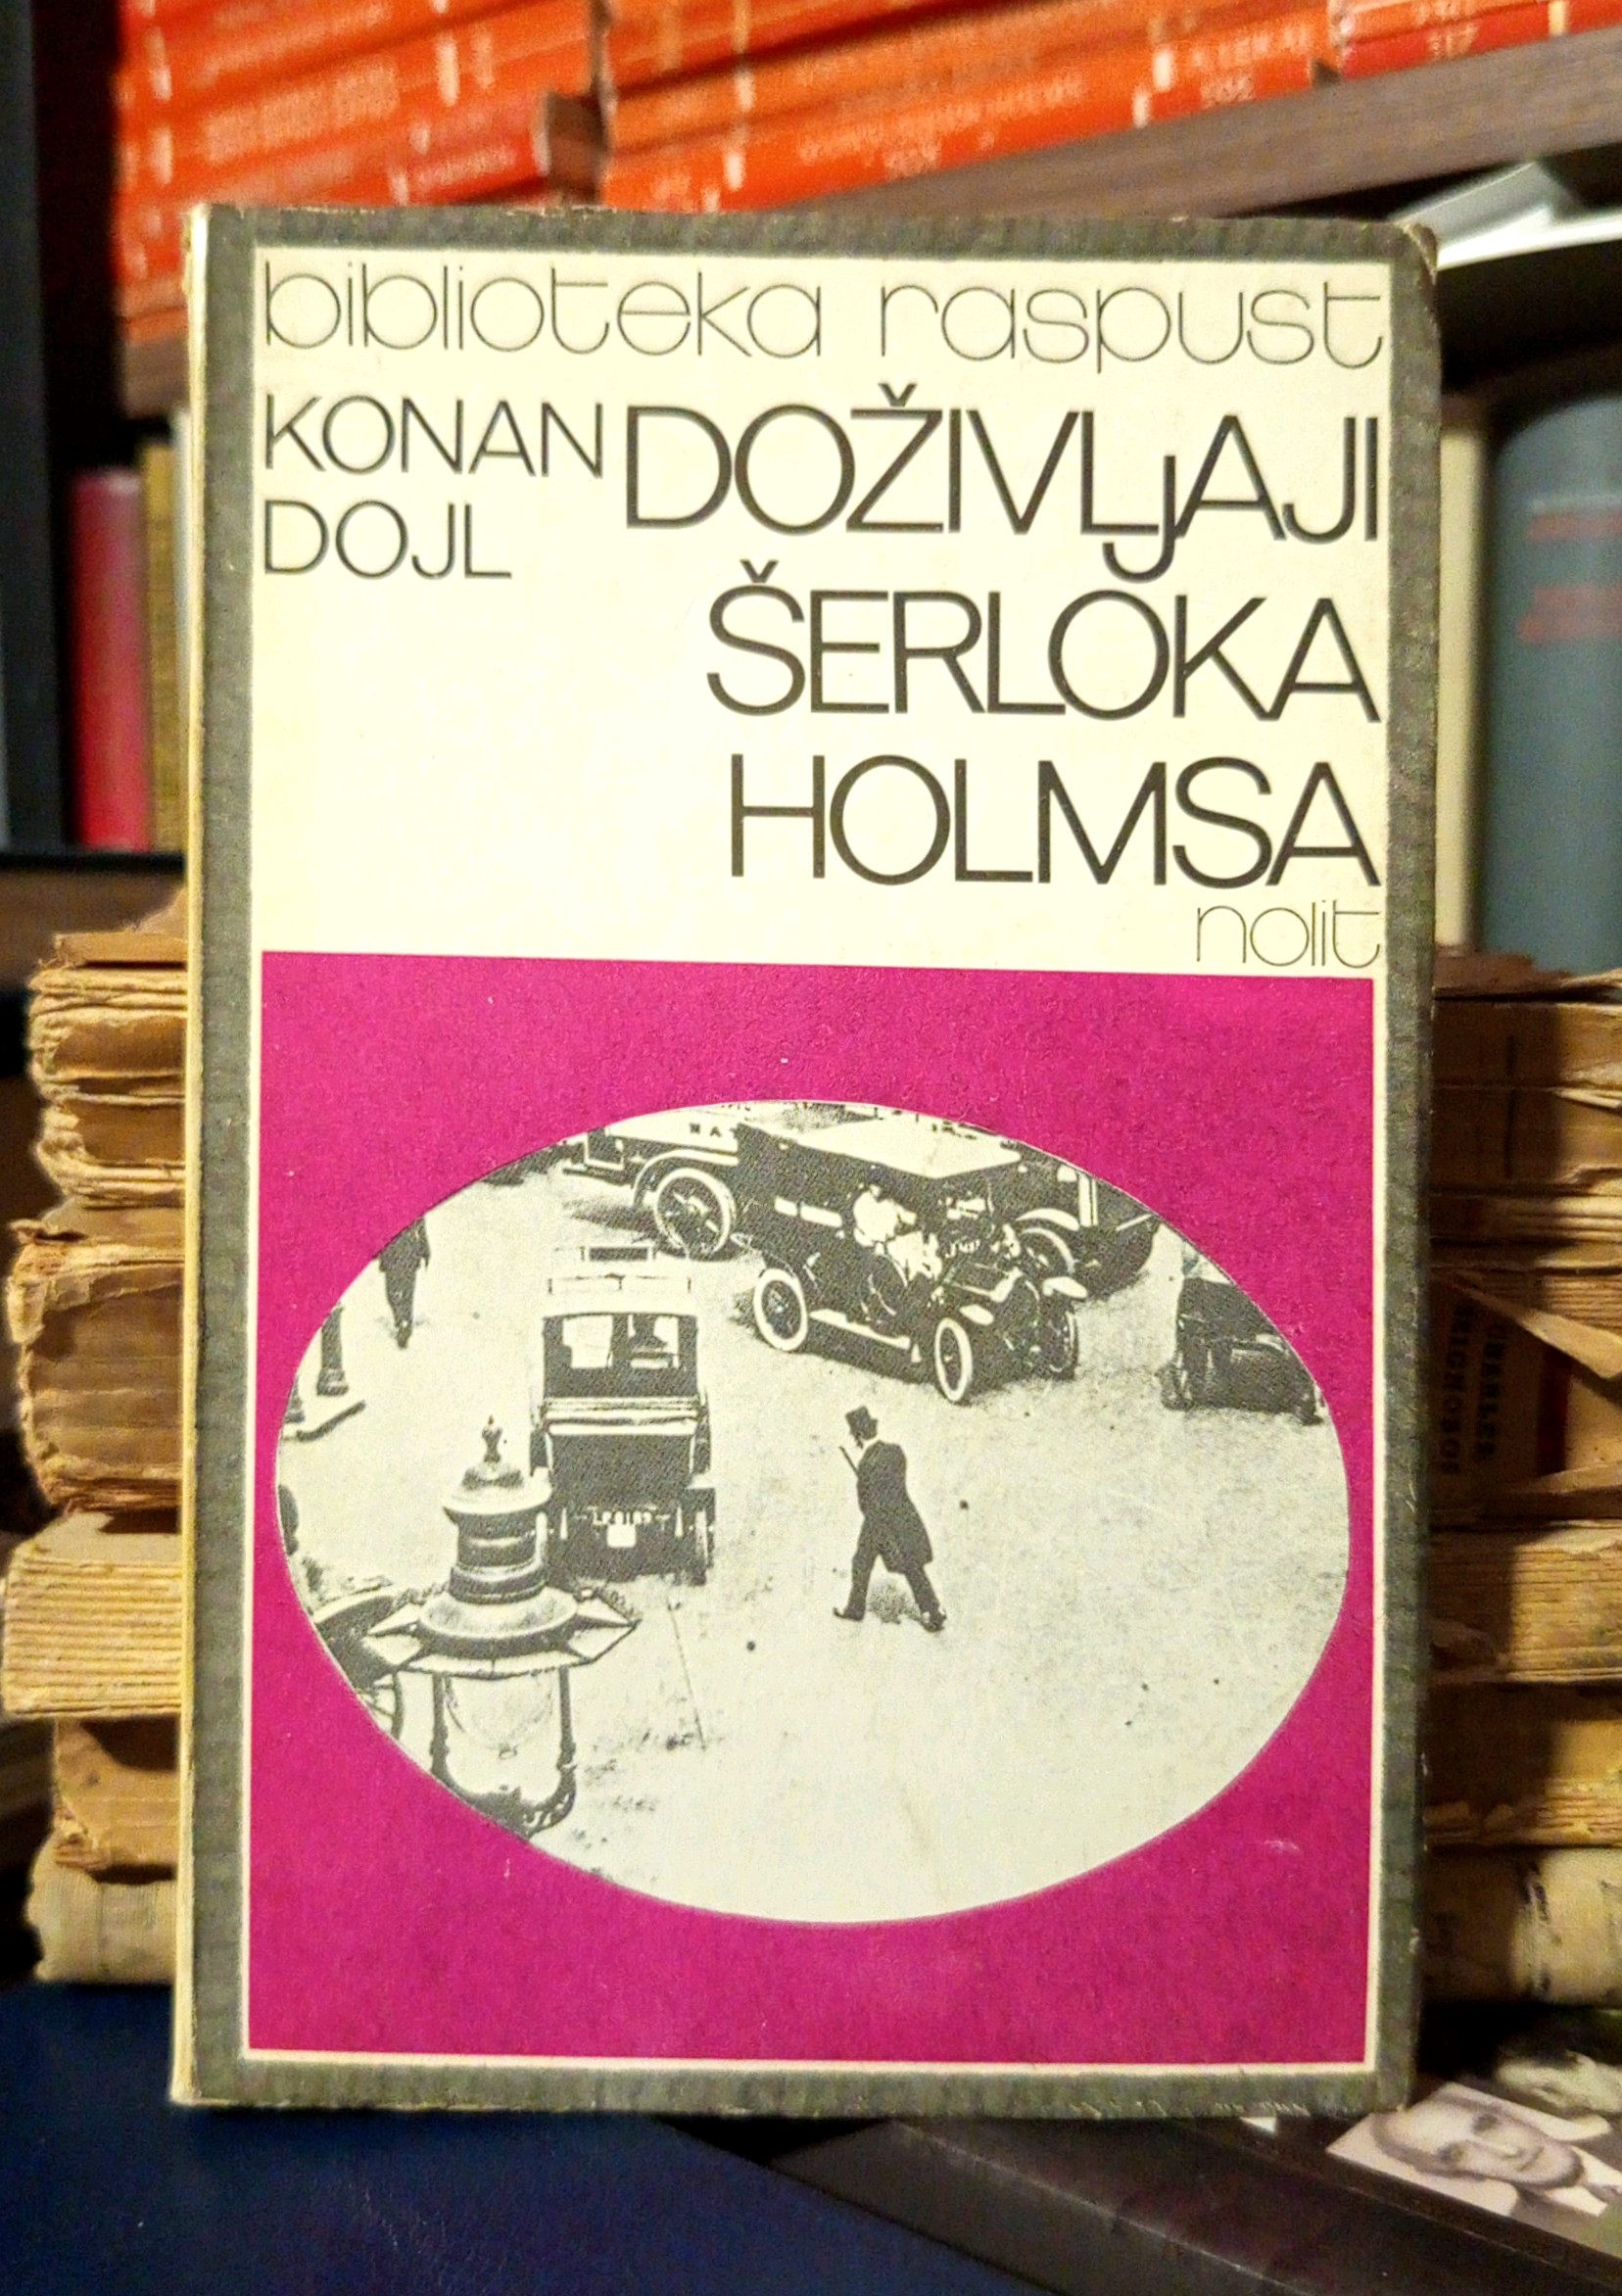 biblioteka raspust
KONAN
DOJL
DOŽIVLjAJI
ŠERLOKA
HOLMSA
nolit